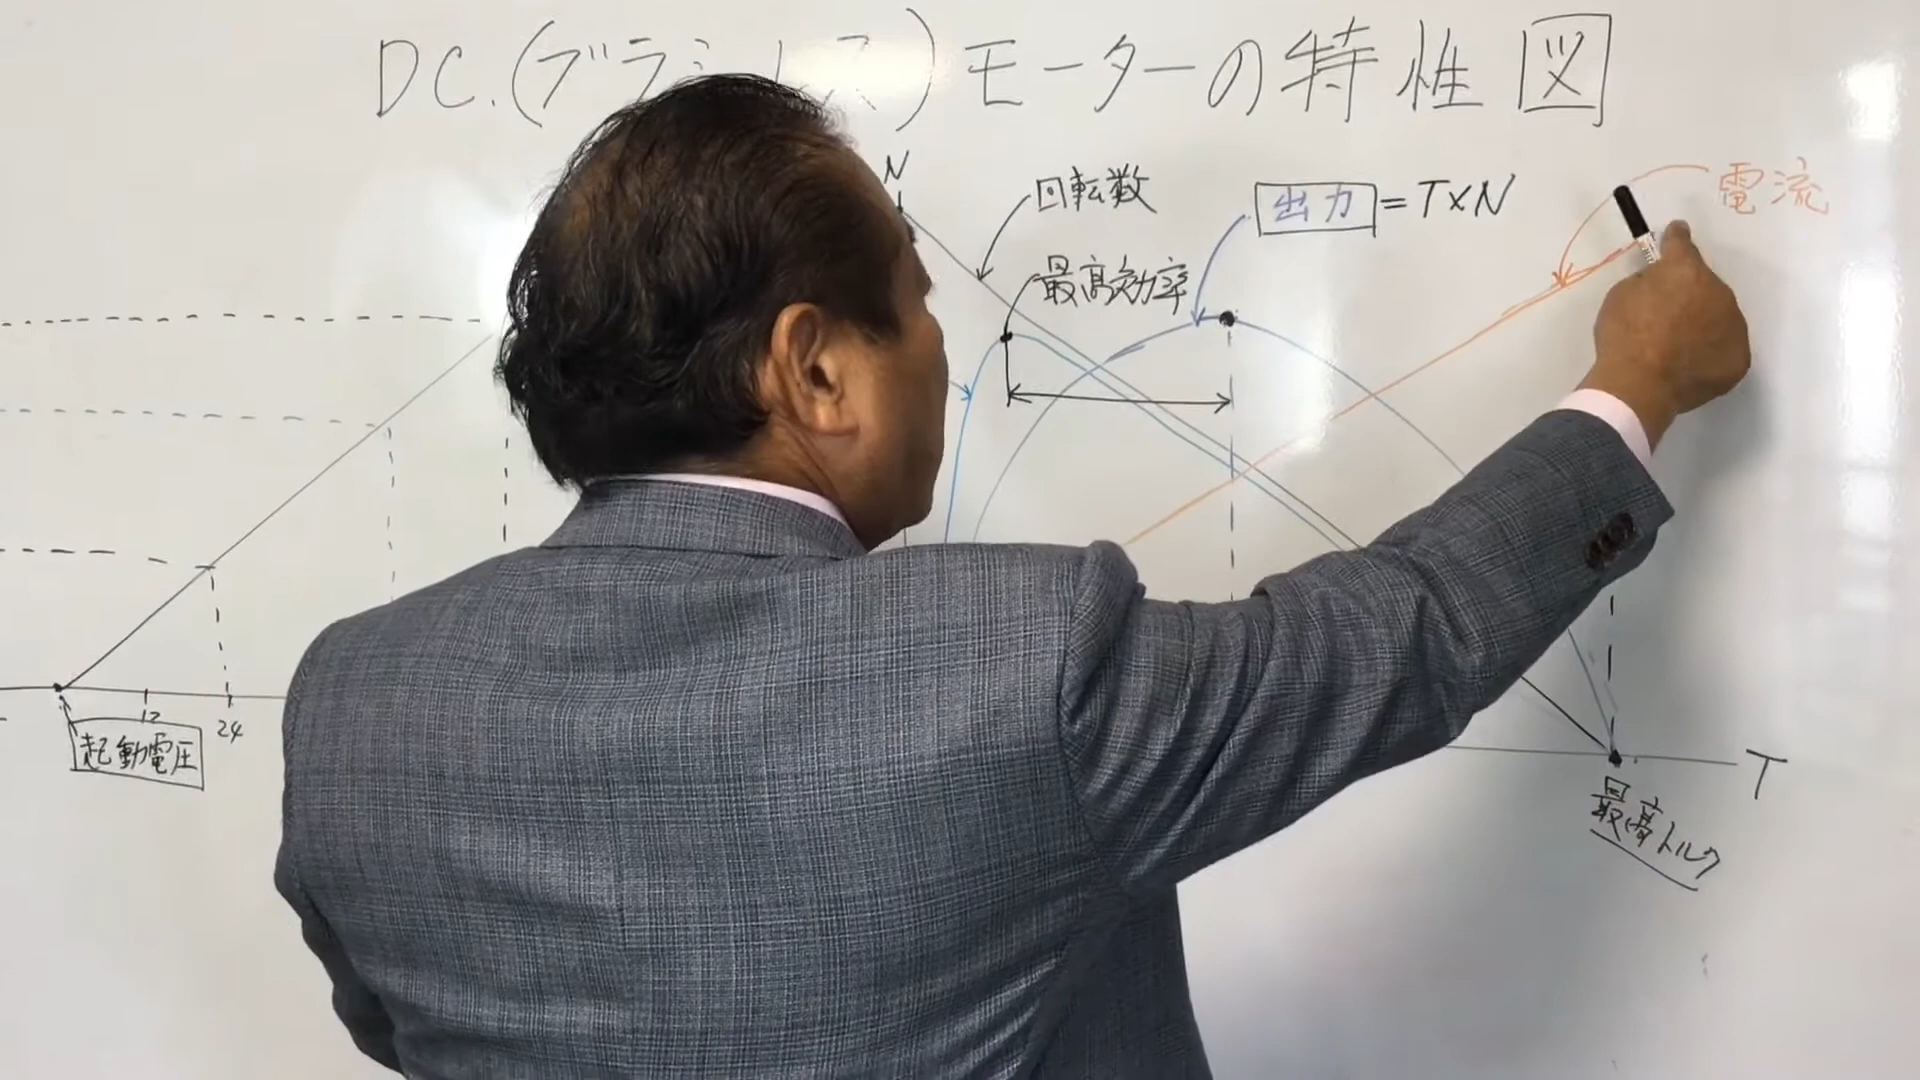 DC.(ブラシレス)モーターの特性図
N
回転数
出力=T×N
電流
最高効率
12
24
起動電圧
T
最高トルク